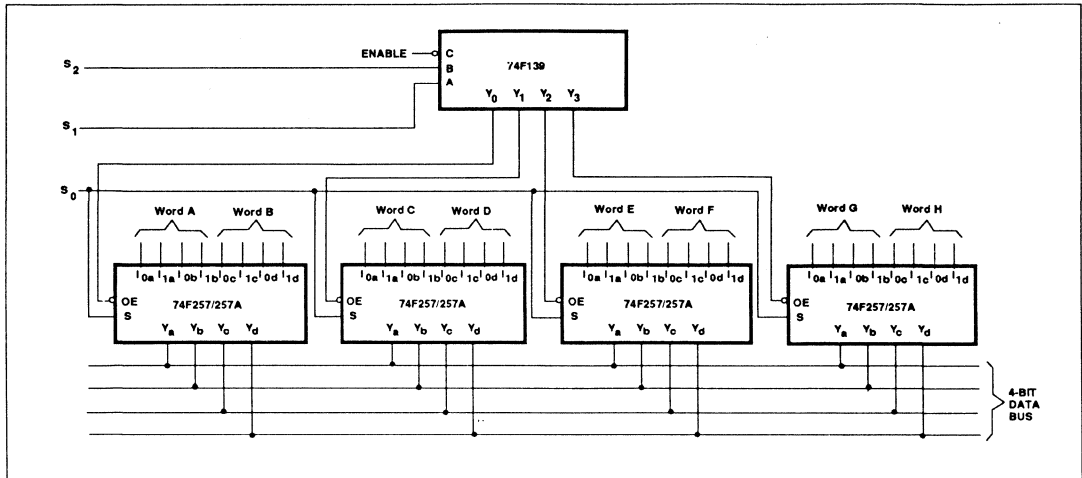 ENABLE
C
S2
B
74F139
A
Y0 Y1 Y2 Y3
S1
S0
Word A Word B Word C Word D Word E Word F Word G Word H
I0a I1a I0b I1b I0c I1c I0d I1d
I0a I1a I0b I1b I0c I1c I0d I1d
I0a I1a I0b I1b I0c I1c I0d I1d
I0a I1a I0b I1b I0c I1c I0d I1d
OE 74F257/257A OE 74F257/257A OE 74F257/257A OE 74F257/257A
S S S S
Ya Yb Yc Yd Ya Yb Yc Yd Ya Yb Yc Yd Ya Yb Yc Yd
4-BIT
DATA
BUS